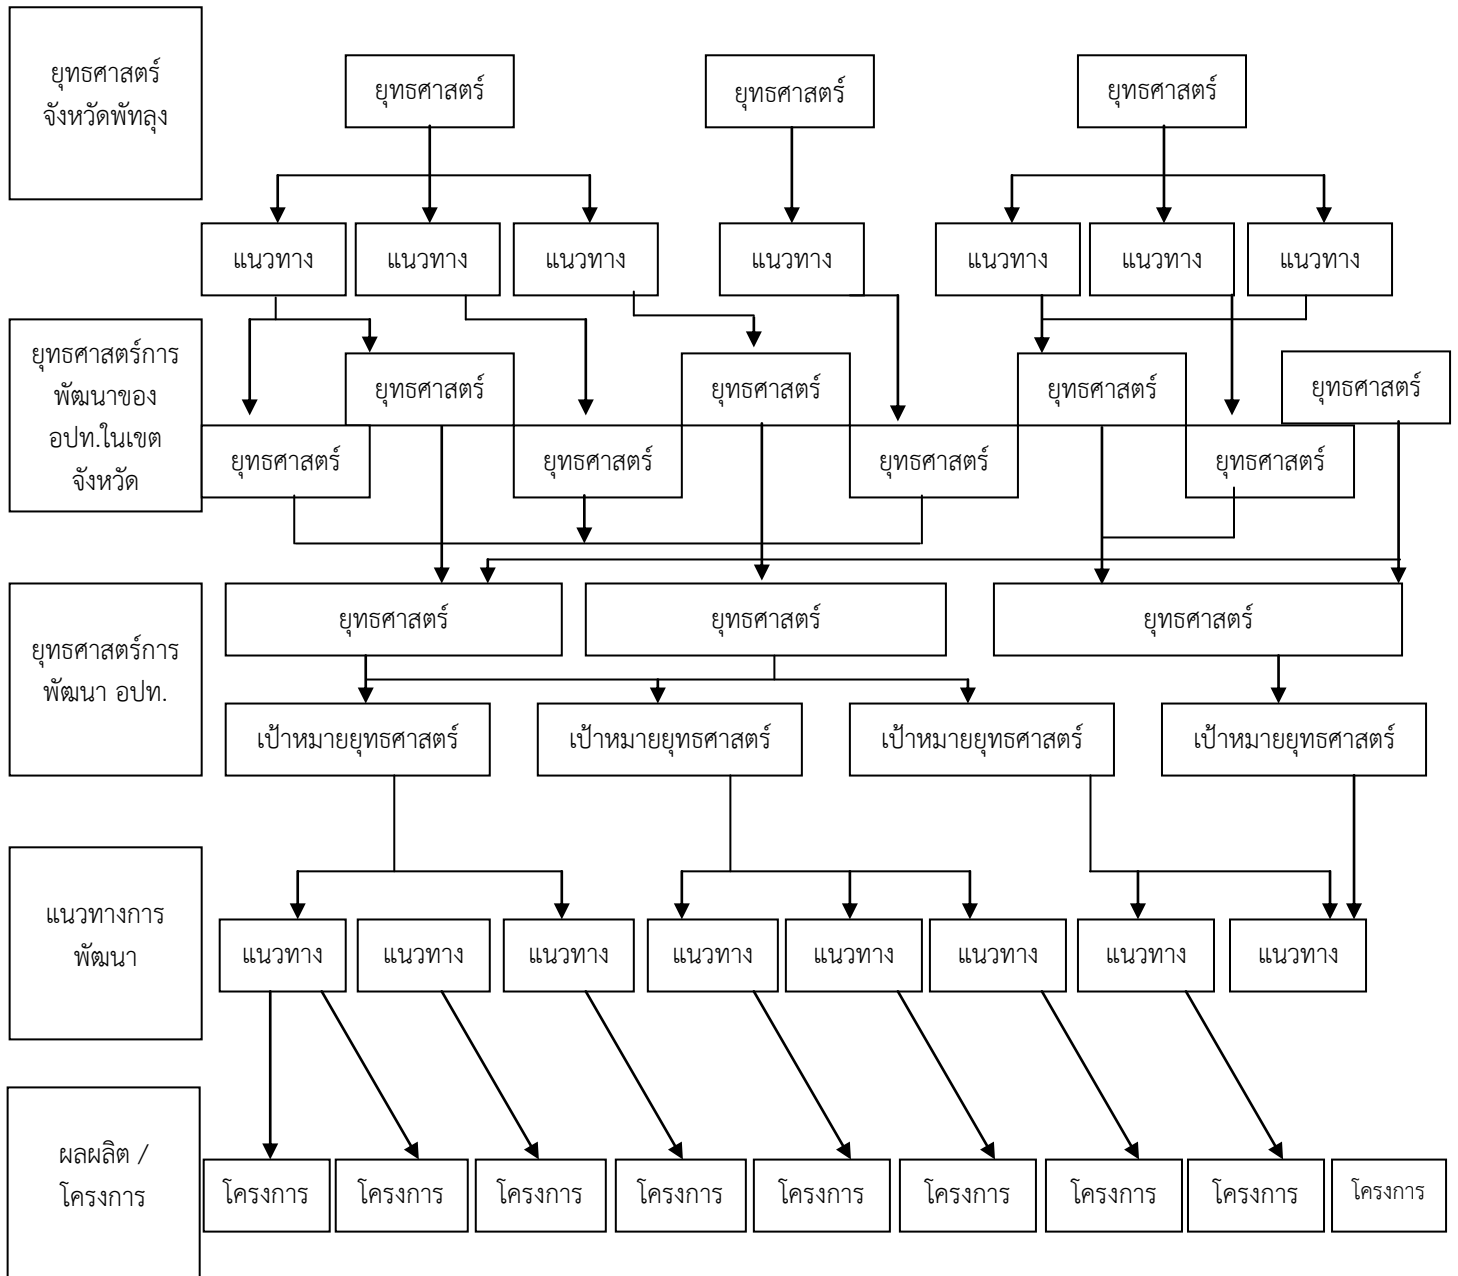 ยุทธศาสตร์
จังหวัดพัทลุง
ยุทธศาสตร์
ยุทธศาสตร์
ยุทธศาสตร์
แนวทาง
แนวทาง
แนวทาง
แนวทาง
แนวทาง
แนวทาง
แนวทาง
ยุทธศาสตร์การ
พัฒนาของ
อปท.ในเขต
จังหวัด
ยุทธศาสตร์
ยุทธศาสตร์
ยุทธศาสตร์
ยุทธศาสตร์
ยุทธศาสตร์
ยุทธศาสตร์
ยุทธศาสตร์
ยุทธศาสตร์
ยุทธศาสตร์การ
พัฒนา อปท.
ยุทธศาสตร์
ยุทธศาสตร์
ยุทธศาสตร์
เป้าหมายยุทธศาสตร์
เป้าหมายยุทธศาสตร์
เป้าหมายยุทธศาสตร์
เป้าหมายยุทธศาสตร์
แนวทางการ
พัฒนา
แนวทาง
แนวทาง
แนวทาง
แนวทาง
แนวทาง
แนวทาง
แนวทาง
แนวทาง
ผลผลิต /
โครงการ
โครงการ
โครงการ
โครงการ
โครงการ
โครงการ
โครงการ
โครงการ
โครงการ
โครงการ